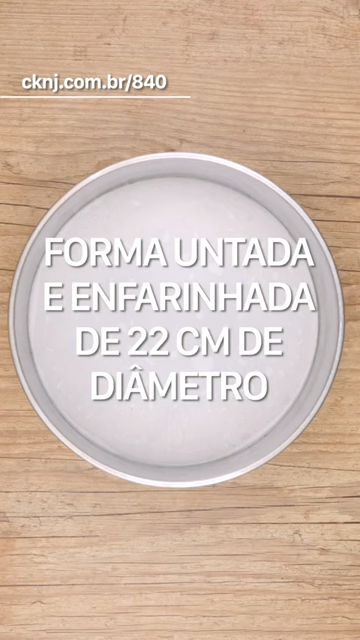 cknj.com.br/840
FORMA UNTADA
E ENFARINHADA
DE 22 CM DE
DIÂMETRO